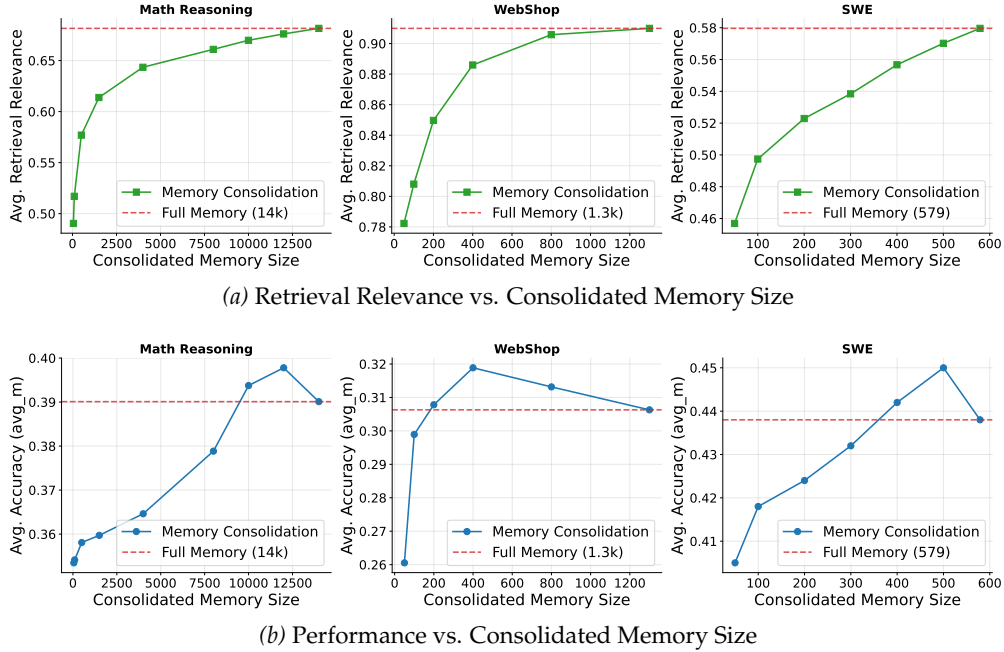 Math Reasoning
Avg. Retrieval Relevance
0.65
0.60
0.55
0.50
Memory Consolidation
Full Memory (14k)
0 2500 5000 7500 10000 12500
Consolidated Memory Size
WebShop
Avg. Retrieval Relevance
0.90
0.88
0.86
0.84
0.82
0.80
0.78
Memory Consolidation
Full Memory (1.3k)
0 200 400 600 800 1000 1200
Consolidated Memory Size
SWE
Avg. Retrieval Relevance
0.58
0.56
0.54
0.52
0.50
0.48
0.46
Memory Consolidation
Full Memory (579)
100 200 300 400 500 600
Consolidated Memory Size
(a) Retrieval Relevance vs. Consolidated Memory Size
Math Reasoning
Avg. Accuracy (avg_m)
0.40
0.39
0.38
0.37
0.36
Memory Consolidation
Full Memory (14k)
0 2500 5000 7500 10000 12500
Consolidated Memory Size
WebShop
Avg. Accuracy (avg_m)
0.32
0.31
0.30
0.29
0.28
0.27
0.26
Memory Consolidation
Full Memory (1.3k)
0 200 400 600 800 1000 1200
Consolidated Memory Size
SWE
Avg. Accuracy (avg_m)
0.45
0.44
0.43
0.42
0.41
Memory Consolidation
Full Memory (579)
100 200 300 400 500 600
Consolidated Memory Size
(b) Performance vs. Consolidated Memory Size